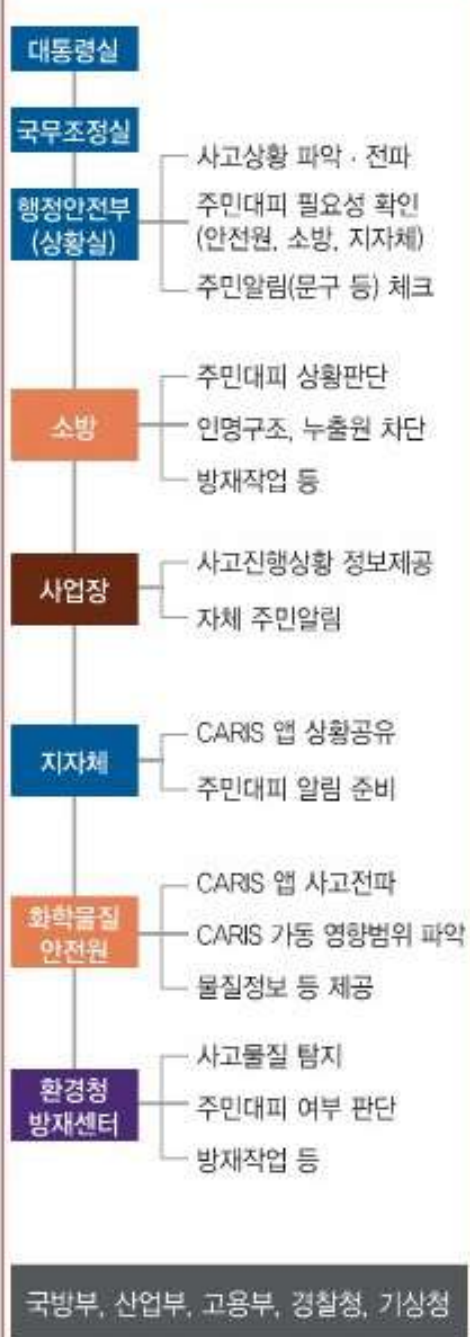 대통령실
국무조정실
행정안전부
(상황실)
사고상황 파악 · 전파
주민대피 필요성 확인
(안전원, 소방, 지자체)
주민알림(문구 등) 체크
소방
주민대피 상황판단
인명구조, 누출원 차단
방재작업 등
사업장
사고진행상황 정보제공
자체 주민알림
지자체
CARIS 앱 상황공유
주민대피 알림 준비
화학물질
안전원
CARIS 앱 사고전파
CARIS 가동 영향범위 파악
물질정보 등 제공
환경청
방재센터
사고물질 탐지
주민대피 여부 판단
방재작업 등
국방부, 산업부, 고용부, 경찰청, 기상청